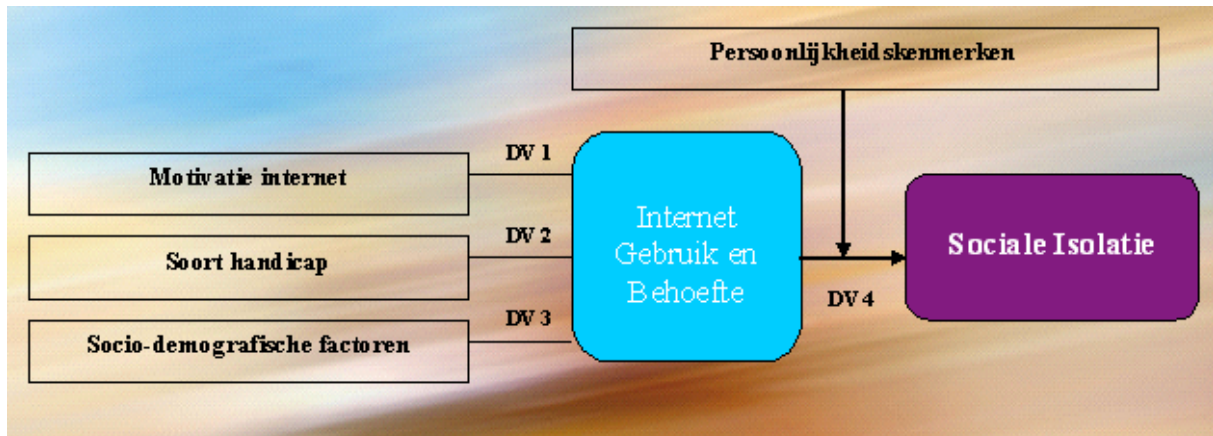 Persoonlijkheidskenmerken
DV 1
Motivatie internet
DV 2
Soort handicap
DV 3
Socio-demografische factoren
Internet
Gebruik en
Behoefte
DV 4
Sociale Isolatie